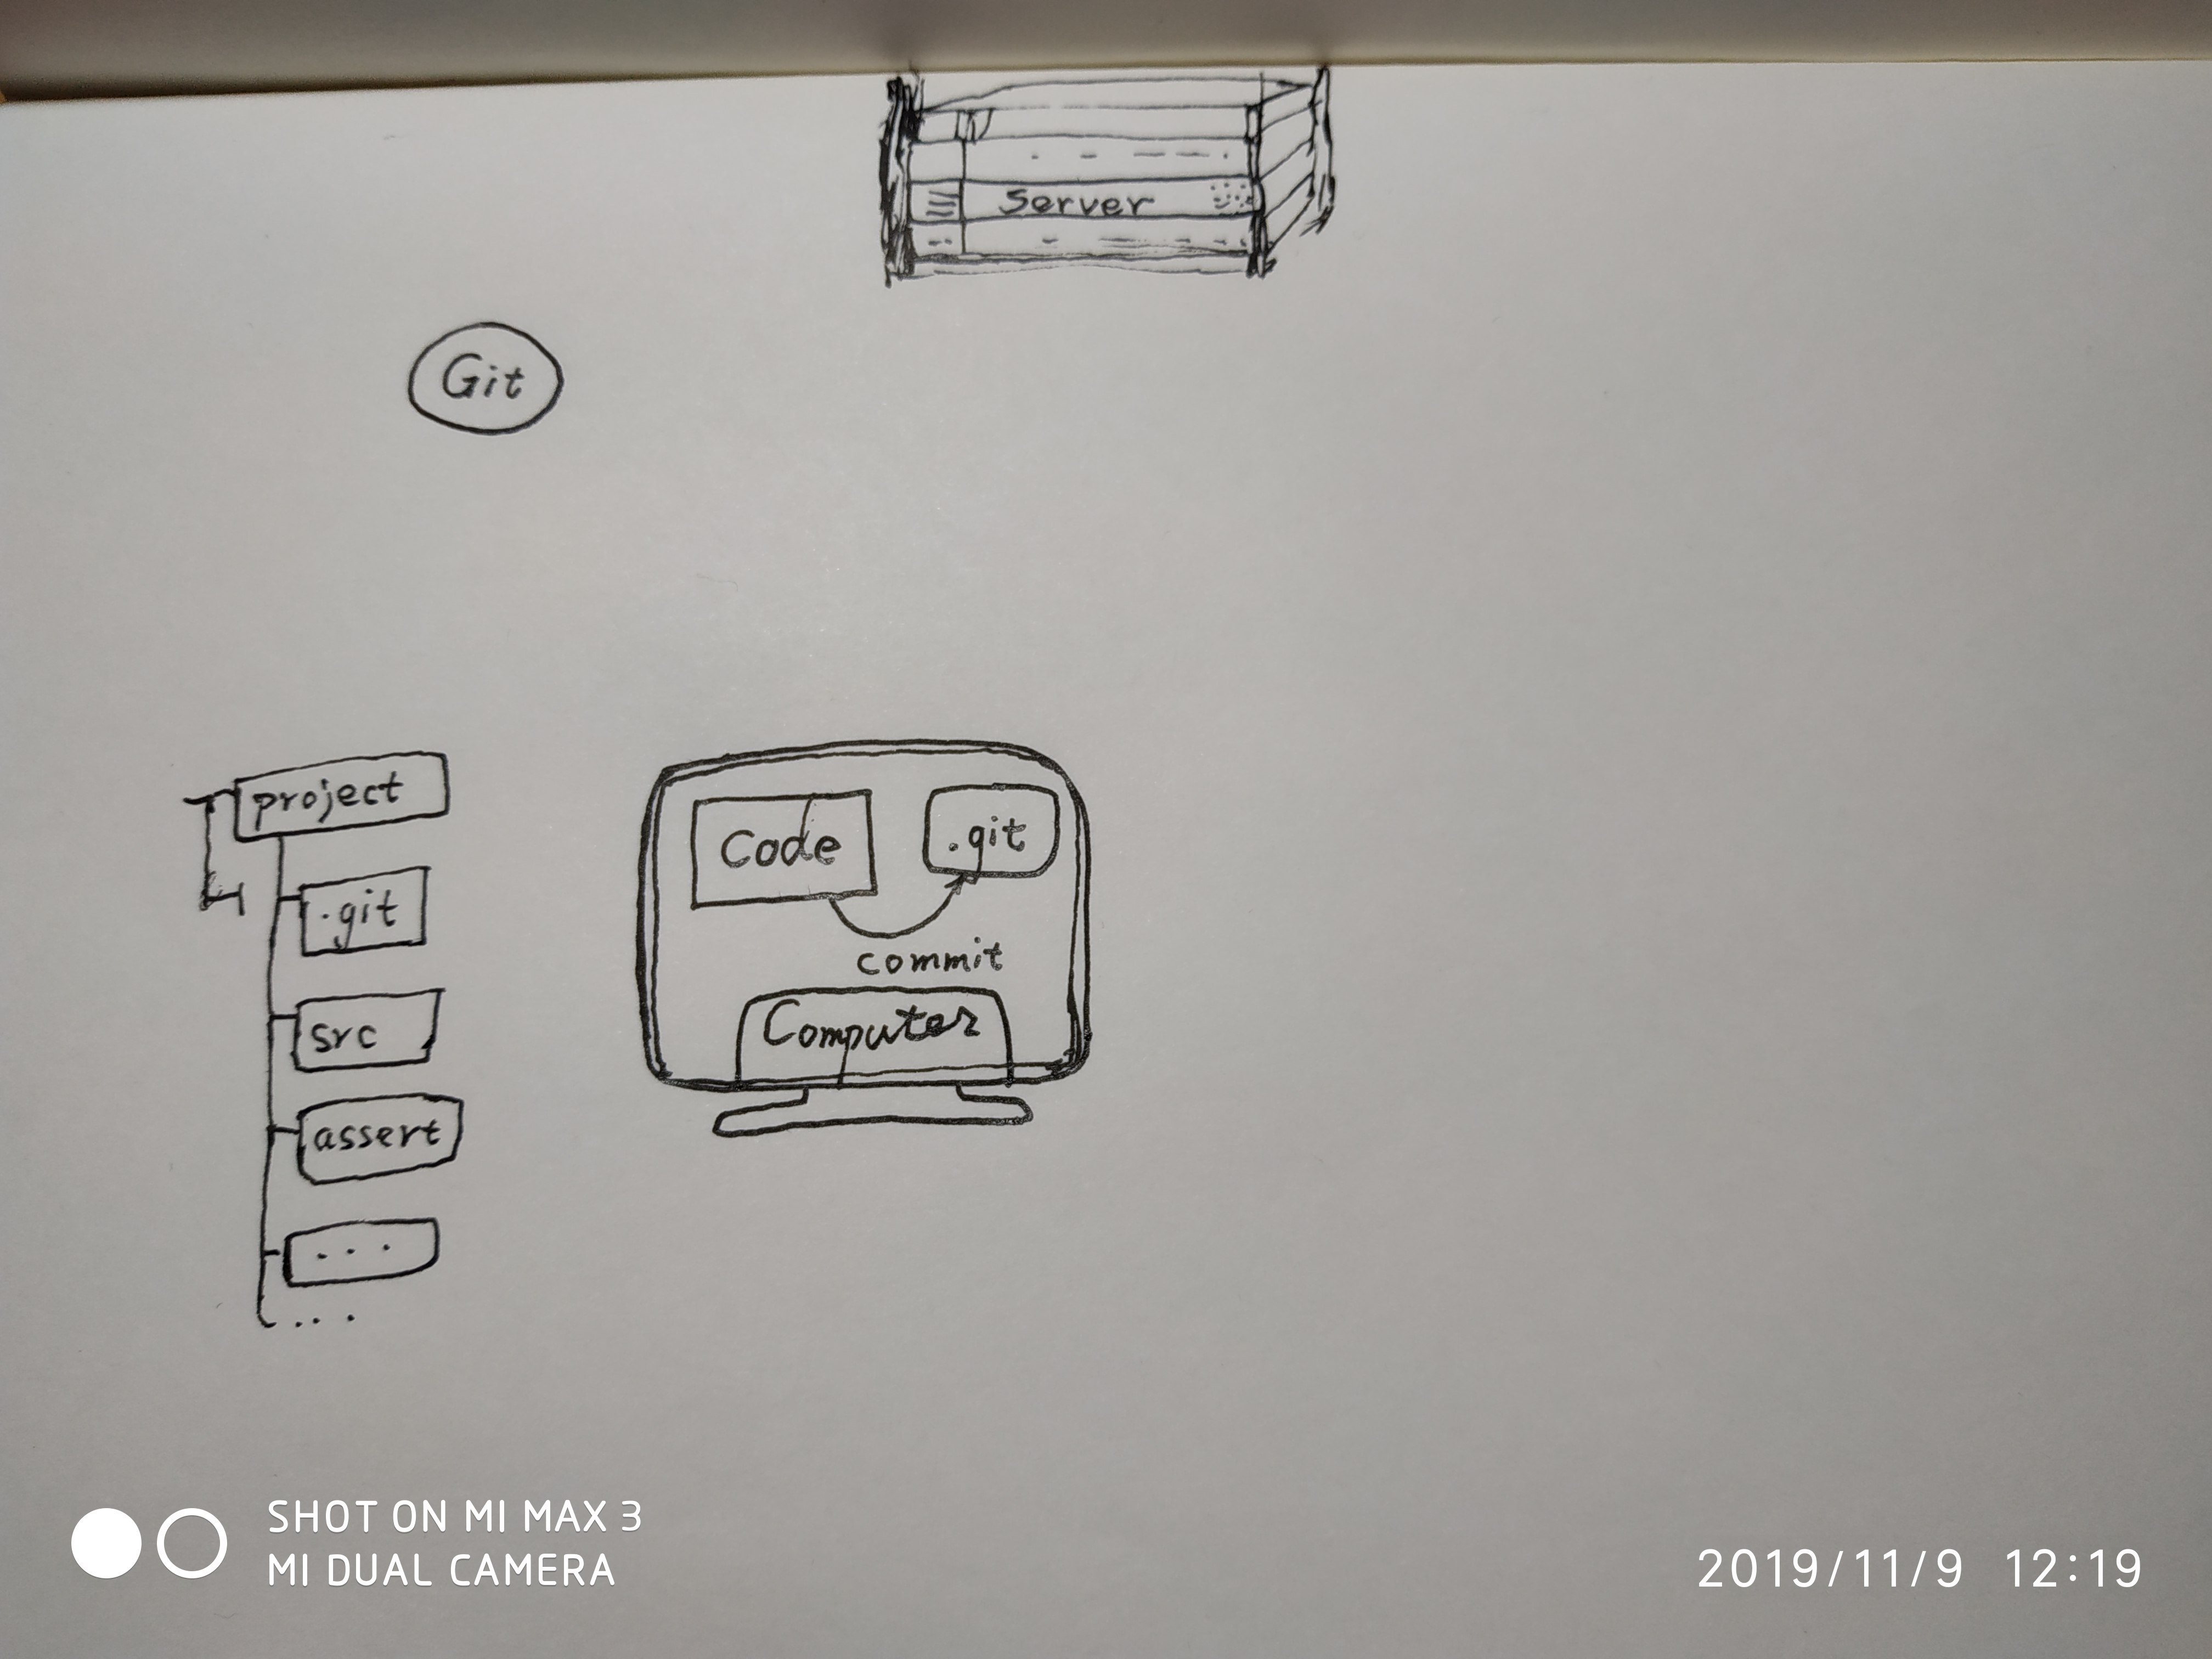 Server
Git
project
.git
src
assert
...
...
Code
.git
commit
Computer
SHOT ON MI MAX 3
MI DUAL CAMERA
2019/11/9 12:19